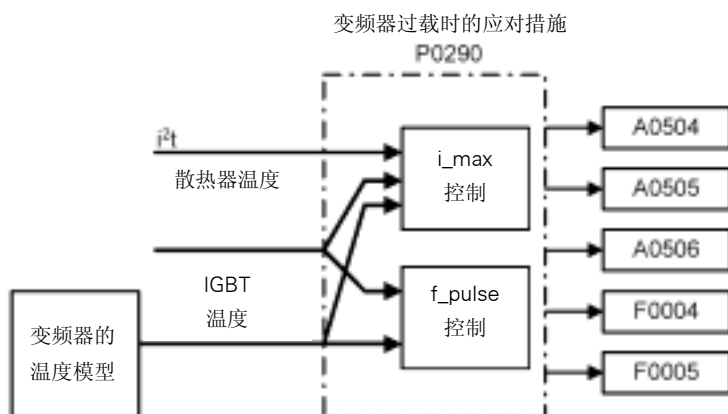 变频器过载时的应对措施
P0290
i²t
散热器温度
i_max
控制
IGBT
温度
f_pulse
控制
变频器的
温度模型
A0504
A0505
A0506
F0004
F0005